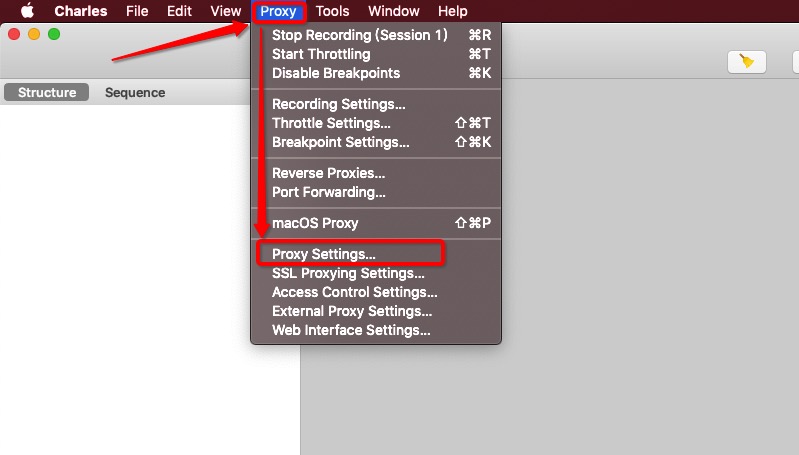 Charles File Edit View Proxy Tools Window Help
Stop Recording (Session 1) ⌘R
Start Throttling ⌘T
Disable Breakpoints ⌘K
Structure Sequence
Recording Settings...
Throttle Settings... ⇧⌘T
Breakpoint Settings... ⇧⌘K
Reverse Proxies...
Port Forwarding...
macOS Proxy ⇧⌘P
Proxy Settings...
SSL Proxying Settings...
Access Control Settings...
External Proxy Settings...
Web Interface Settings...